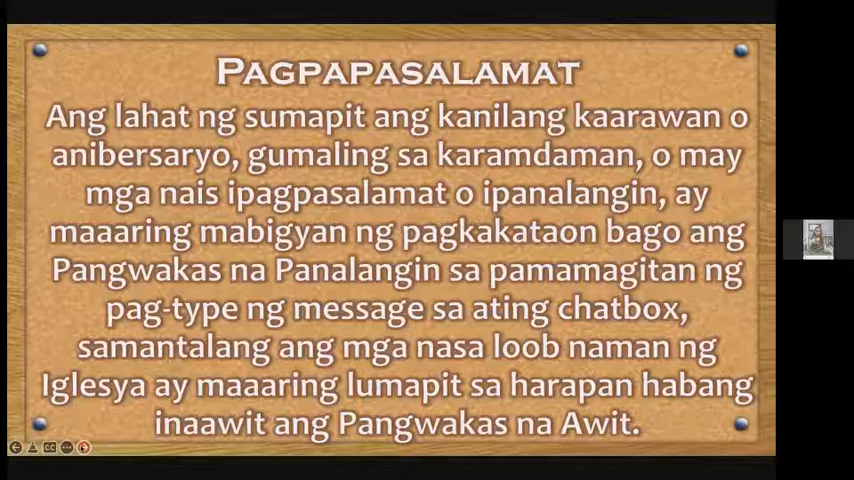 PAGPAPASALAMAT
Ang lahat ng sumapit ang kanilang kaarawan o
anibersaryo, gumaling sa karamdaman, o may
mga nais ipagpasalamat o ipanalangin, ay
maaaring mabigyan ng pagkakataon bago ang
Pangwakas na Panalangin sa pamamagitan ng
pag-type ng message sa ating chatbox,
samantalang ang mga nasa loob naman ng
Iglesya ay maaaring lumapit sa harapan habang
inaawit ang Pangwakas na Awit.
CC